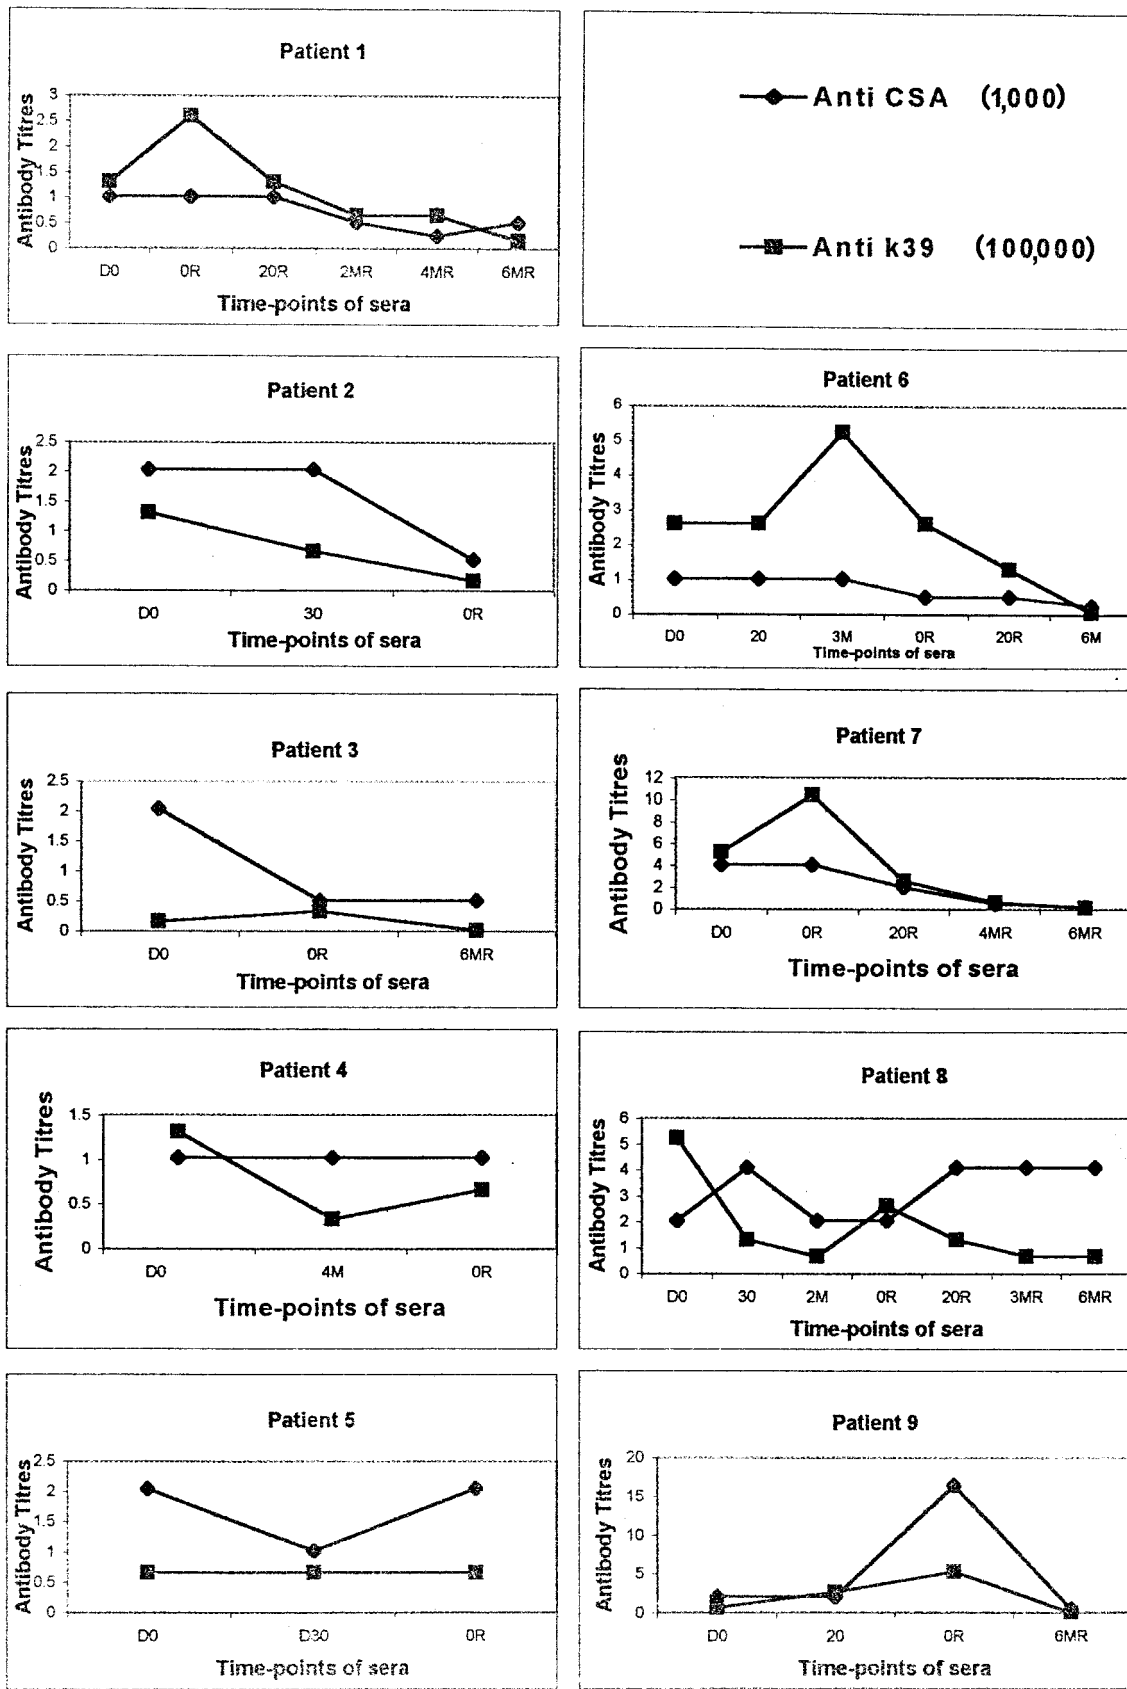 Patient 1
Antibody Titres
3
2.5
2
1.5
1
0.5
0
D0 0R 20R 2MR 4MR 6MR
Time-points of sera
Anti CSA (1,000)
Anti k39 (100,000)
Patient 2
Antibody Titres
2.5
2
1.5
1
0.5
0
D0 30 0R
Time-points of sera
Patient 6
Antibody Titres
6
5
4
3
2
1
0
D0 20 3M 0R 20R 6M
Time-points of sera
Patient 3
Antibody Titres
2.5
2
1.5
1
0.5
0
D0 0R 6MR
Time-points of sera
Patient 7
Antibody Titres
12
10
8
6
4
2
0
D0 0R 20R 4MR 6MR
Time-points of sera
Patient 4
Antibody Titres
1.5
1
0.5
0
D0 4M 0R
Time-points of sera
Patient 8
Antibody Titres
6
5
4
3
2
1
0
D0 30 2M 0R 20R 3MR 6MR
Time-points of sera
Patient 5
Antibody Titres
2.5
2
1.5
1
0.5
0
D0 D30 0R
Time-points of sera
Patient 9
Antibody Titres
20
15
10
5
0
D0 20 0R 6MR
Time-points of sera